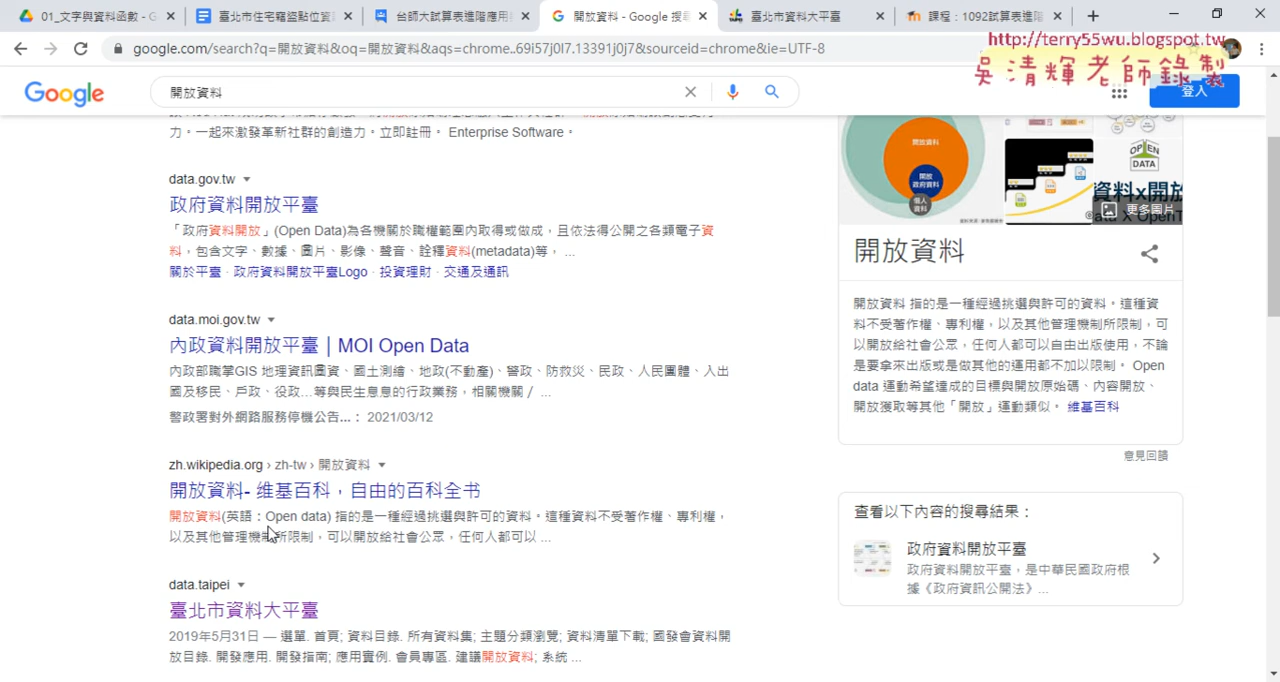 01_文字與資料函數 - G
臺北市住宅竊盜點位資
台師大試算表進階應用
開放資料 - Google 搜尋
臺北市資料大平臺
課程：1092試算表進階
google.com/search?q=開放資料&oq=開放資料&aqs=chrome..69i57j0l7.13391j0j7&sourceid=chrome&ie=UTF-8
http://terry55wu.blogspot.tw
吳清輝老師錄製
Google
開放資料
登入
力。一起來激發革新社群的創造力。立即註冊。 Enterprise Software。
data.gov.tw
政府資料開放平臺
「政府資料開放」(Open Data)為各機關於職權範圍內取得或做成，且依法得公開之各類電子資
料，包含文字、數據、圖片、影像、聲音、詮釋資料(metadata)等， ...
關於平臺 · 政府資料開放平臺Logo · 投資理財 · 交通及通訊
data.moi.gov.tw
內政資料開放平臺｜MOI Open Data
內政部職掌GIS 地理資訊圖資、國土測繪、地政(不動產)、警政、防救災、民政、人民團體、入出
國及移民、戶政、役政...等與民生息息的行政業務，相關機關 / ...
警政署對外網路服務停機公告...： 2021/03/12
zh.wikipedia.org › zh-tw › 開放資料
開放資料- 维基百科，自由的百科全书
開放資料(英語：Open data) 指的是一種經過挑選與許可的資料。這種資料不受著作權、專利權，
以及其他管理機制所限制，可以開放給社會公眾，任何人都可以 ...
data.taipei
臺北市資料大平臺
2019年5月31日 — 選單. 首頁; 資料目錄. 所有資料集; 主題分類瀏覽; 資料清單下載; 國發會資料開
放目錄. 開發應用. 開發指南; 應用實例. 會員專區. 建議開放資料; 系統 ...
開放資料
開放
政府資料
個人
資料
OPEN
DATA
資料x開放
更多圖片
開放資料
開放資料 指的是一種經過挑選與許可的資料。這種資
料不受著作權、專利權，以及其他管理機制所限制，可
以開放給社會公眾，任何人都可以自由出版使用，不論
是要拿來出版或是做其他的運用都不加以限制。 Open
data 運動希望達成的目標與開放原始碼、內容開放、
開放獲取等其他「開放」運動類似。 維基百科
意見回饋
查看以下內容的搜尋結果：
政府資料開放平臺
政府資料開放平臺，是中華民國政府根
據《政府資訊公開法》...